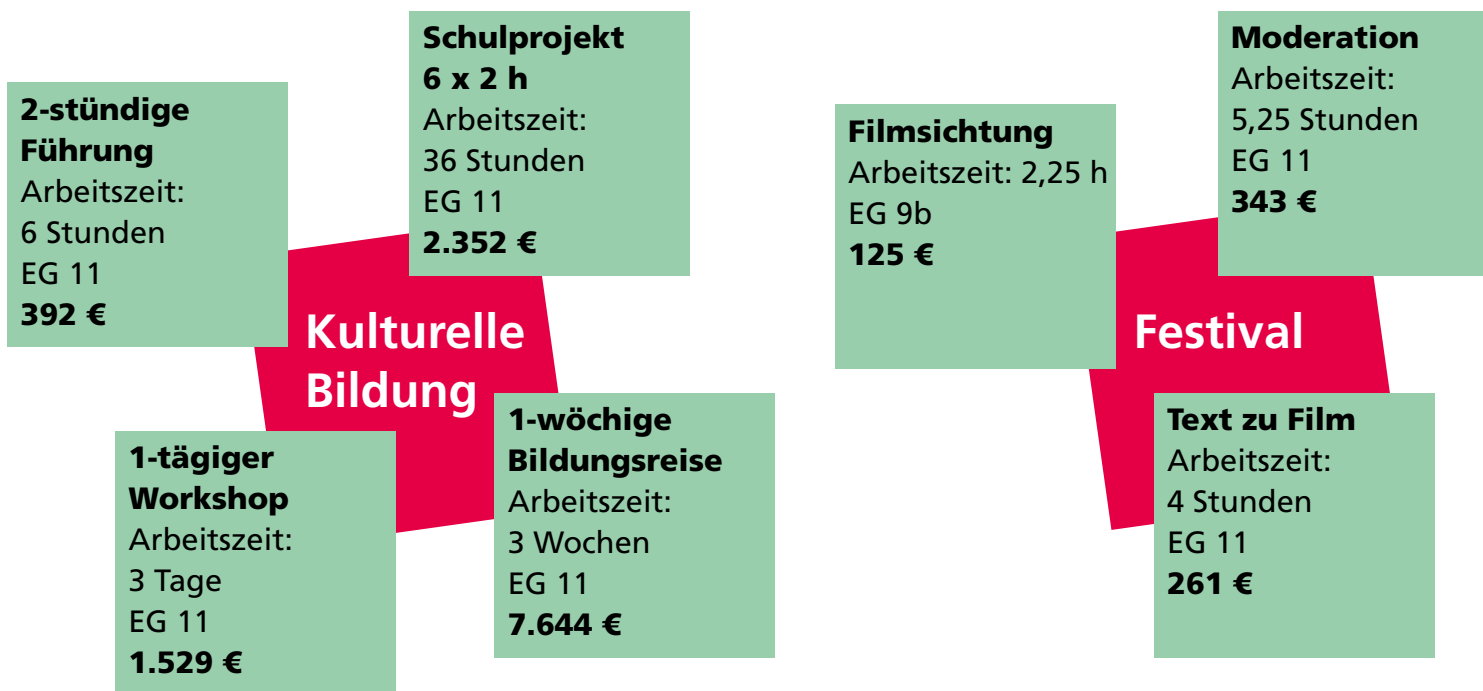 2-stündige
Führung
Arbeitszeit:
6 Stunden
EG 11
392 €
Schulprojekt
6 x 2 h
Arbeitszeit:
36 Stunden
EG 11
2.352 €
Kulturelle
Bildung
1-tägiger
Workshop
Arbeitszeit:
3 Tage
EG 11
1.529 €
1-wöchige
Bildungsreise
Arbeitszeit:
3 Wochen
EG 11
7.644 €
Filmsichtung
Arbeitszeit: 2,25 h
EG 9b
125 €
Moderation
Arbeitszeit:
5,25 Stunden
EG 11
343 €
Festival
Text zu Film
Arbeitszeit:
4 Stunden
EG 11
261 €